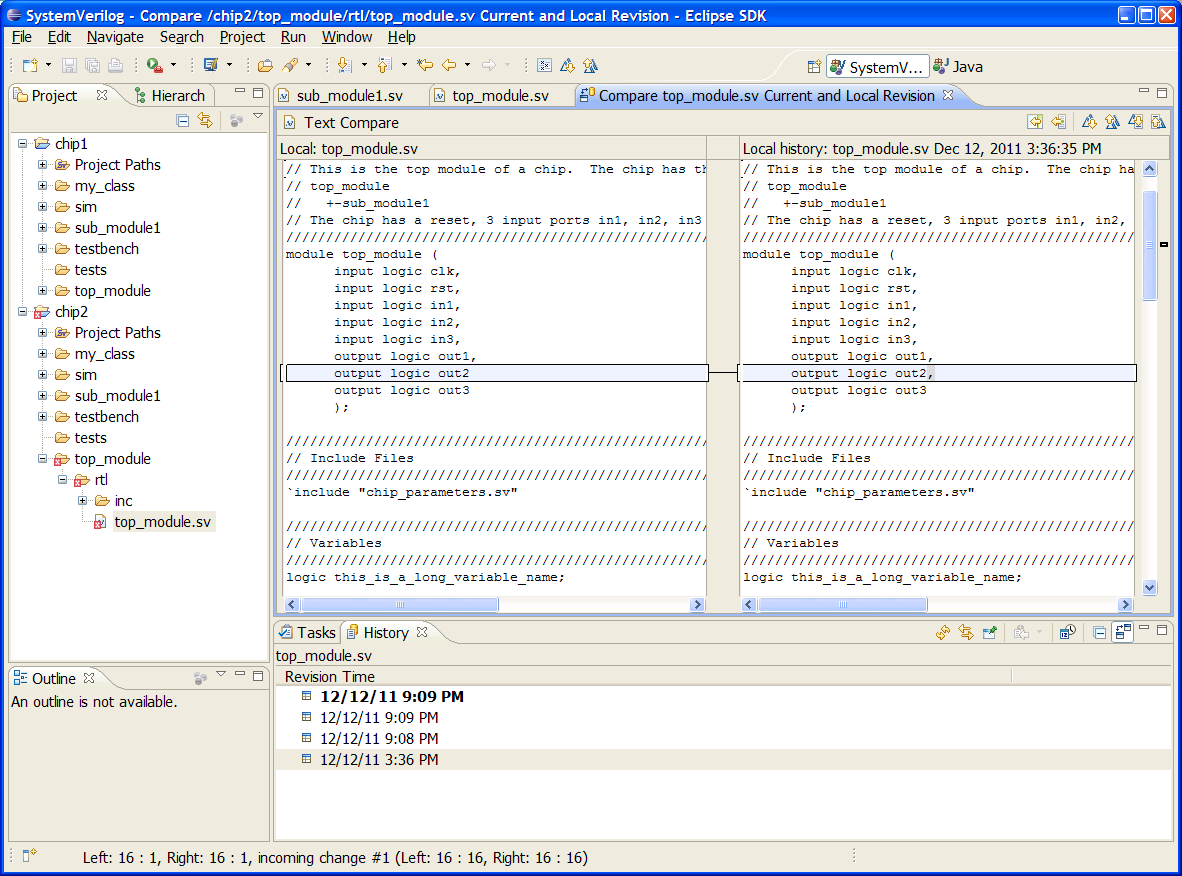 SystemVerilog - Compare /chip2/top_module/rtl/top_module.sv Current and Local Revision - Eclipse SDK
File Edit Navigate Search Project Run Window Help
SystemV... Java
Project Hierarch
sub_module1.sv top_module.sv Compare top_module.sv Current and Local Revision
Text Compare
chip1
Project Paths
my_class
sim
sub_module1
testbench
tests
top_module
chip2
Project Paths
my_class
sim
sub_module1
testbench
tests
top_module
rtl
inc
top_module.sv
Local: top_module.sv
// This is the top module of a chip.  The chip has th
// top_module
//   +-sub_module1
// The chip has a reset, 3 input ports in1, in2, in3
/////////////////////////////////////////////////////
module top_module (
      input logic clk,
      input logic rst,
      input logic in1,
      input logic in2,
      input logic in3,
      output logic out1,
      output logic out2
      output logic out3
      );
/////////////////////////////////////////////////////
// Include Files
/////////////////////////////////////////////////////
`include "chip_parameters.sv"
/////////////////////////////////////////////////////
// Variables
/////////////////////////////////////////////////////
logic this_is_a_long_variable_name;
Local history: top_module.sv Dec 12, 2011 3:36:35 PM
// This is the top module of a chip.  The chip ha
// top_module
//   +-sub_module1
// The chip has a reset, 3 input ports in1, in2,
/////////////////////////////////////////////////
module top_module (
      input logic clk,
      input logic rst,
      input logic in1,
      input logic in2,
      input logic in3,
      output logic out1,
      output logic out2,
      output logic out3
      );
/////////////////////////////////////////////////
// Include Files
/////////////////////////////////////////////////
`include "chip_parameters.sv"
/////////////////////////////////////////////////
// Variables
/////////////////////////////////////////////////
logic this_is_a_long_variable_name;
Outline
An outline is not available.
Tasks History
top_module.sv
Revision Time
12/12/11 9:09 PM
12/12/11 9:09 PM
12/12/11 9:08 PM
12/12/11 3:36 PM
Left: 16 : 1, Right: 16 : 1, incoming change #1 (Left: 16 : 16, Right: 16 : 16)